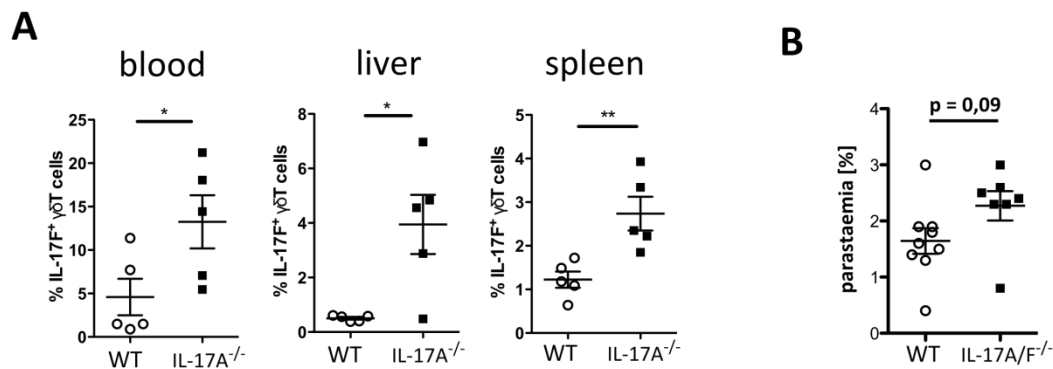 A
blood
*
% IL-17F⁺ γδT cells
25
20
15
10
5
0
WT IL-17A⁻/⁻
liver
*
% IL-17F⁺ γδT cells
8
6
4
2
0
WT IL-17A⁻/⁻
spleen
**
% IL-17F⁺ γδT cells
5
4
3
2
1
0
WT IL-17A⁻/⁻
B
p = 0,09
parastaemia [%]
4
3
2
1
0
WT IL-17A/F⁻/⁻